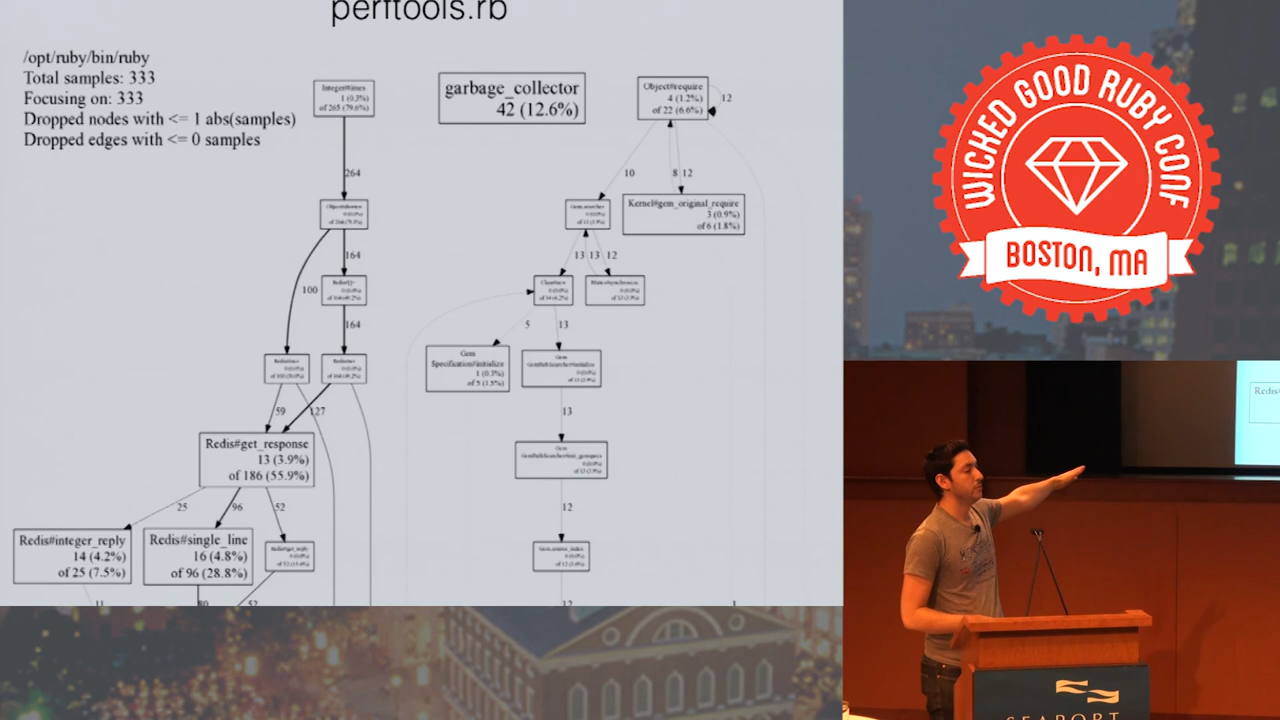 perftools.rb
/opt/ruby/bin/ruby
Total samples: 333
Focusing on: 333
Dropped nodes with <= 1 abs(samples)
Dropped edges with <= 0 samples
Integer#times
1 (0.3%)
of 265 (79.6%)
garbage_collector
42 (12.6%)
Object#require
4 (1.2%)
of 22 (6.6%)
12
264
10
8
12
Kernel#gem_original_require
3 (0.9%)
of 6 (1.8%)
164
100
13
13
12
164
5
13
Gem
Specification#initialize
1 (0.3%)
of 5 (1.5%)
59
127
13
Redis#get_response
13 (3.9%)
of 186 (55.9%)
25
96
52
12
Redis#integer_reply
14 (4.2%)
of 25 (7.5%)
Redis#single_line
16 (4.8%)
of 96 (28.8%)
11
80
52
12
WICKED GOOD RUBY CONF
BOSTON, MA
Redis#
SEAPORT